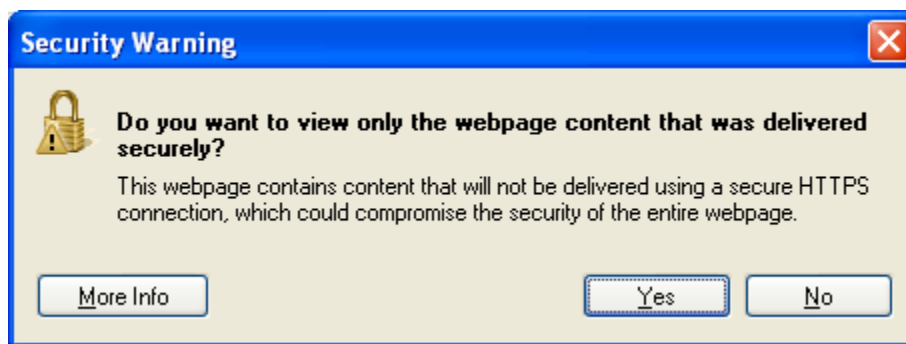 Security Warning
Do you want to view only the webpage content that was delivered
securely?
This webpage contains content that will not be delivered using a secure HTTPS
connection, which could compromise the security of the entire webpage.
More Info
Yes
No